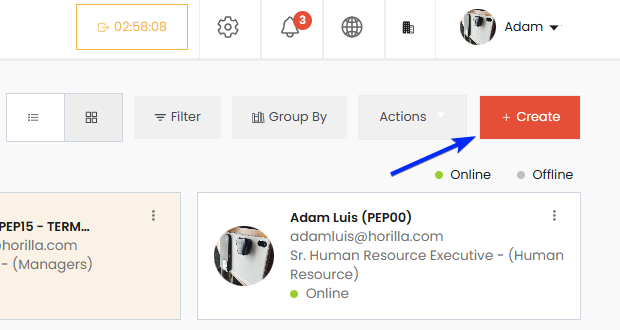 02:58:08
3
Adam
Filter
Group By
Actions
+ Create
Online
Offline
PEP15 - TERM...
@horilla.com
- (Managers)
Adam Luis (PEP00)
adamluis@horilla.com
Sr. Human Resource Executive - (Human
Resource)
Online